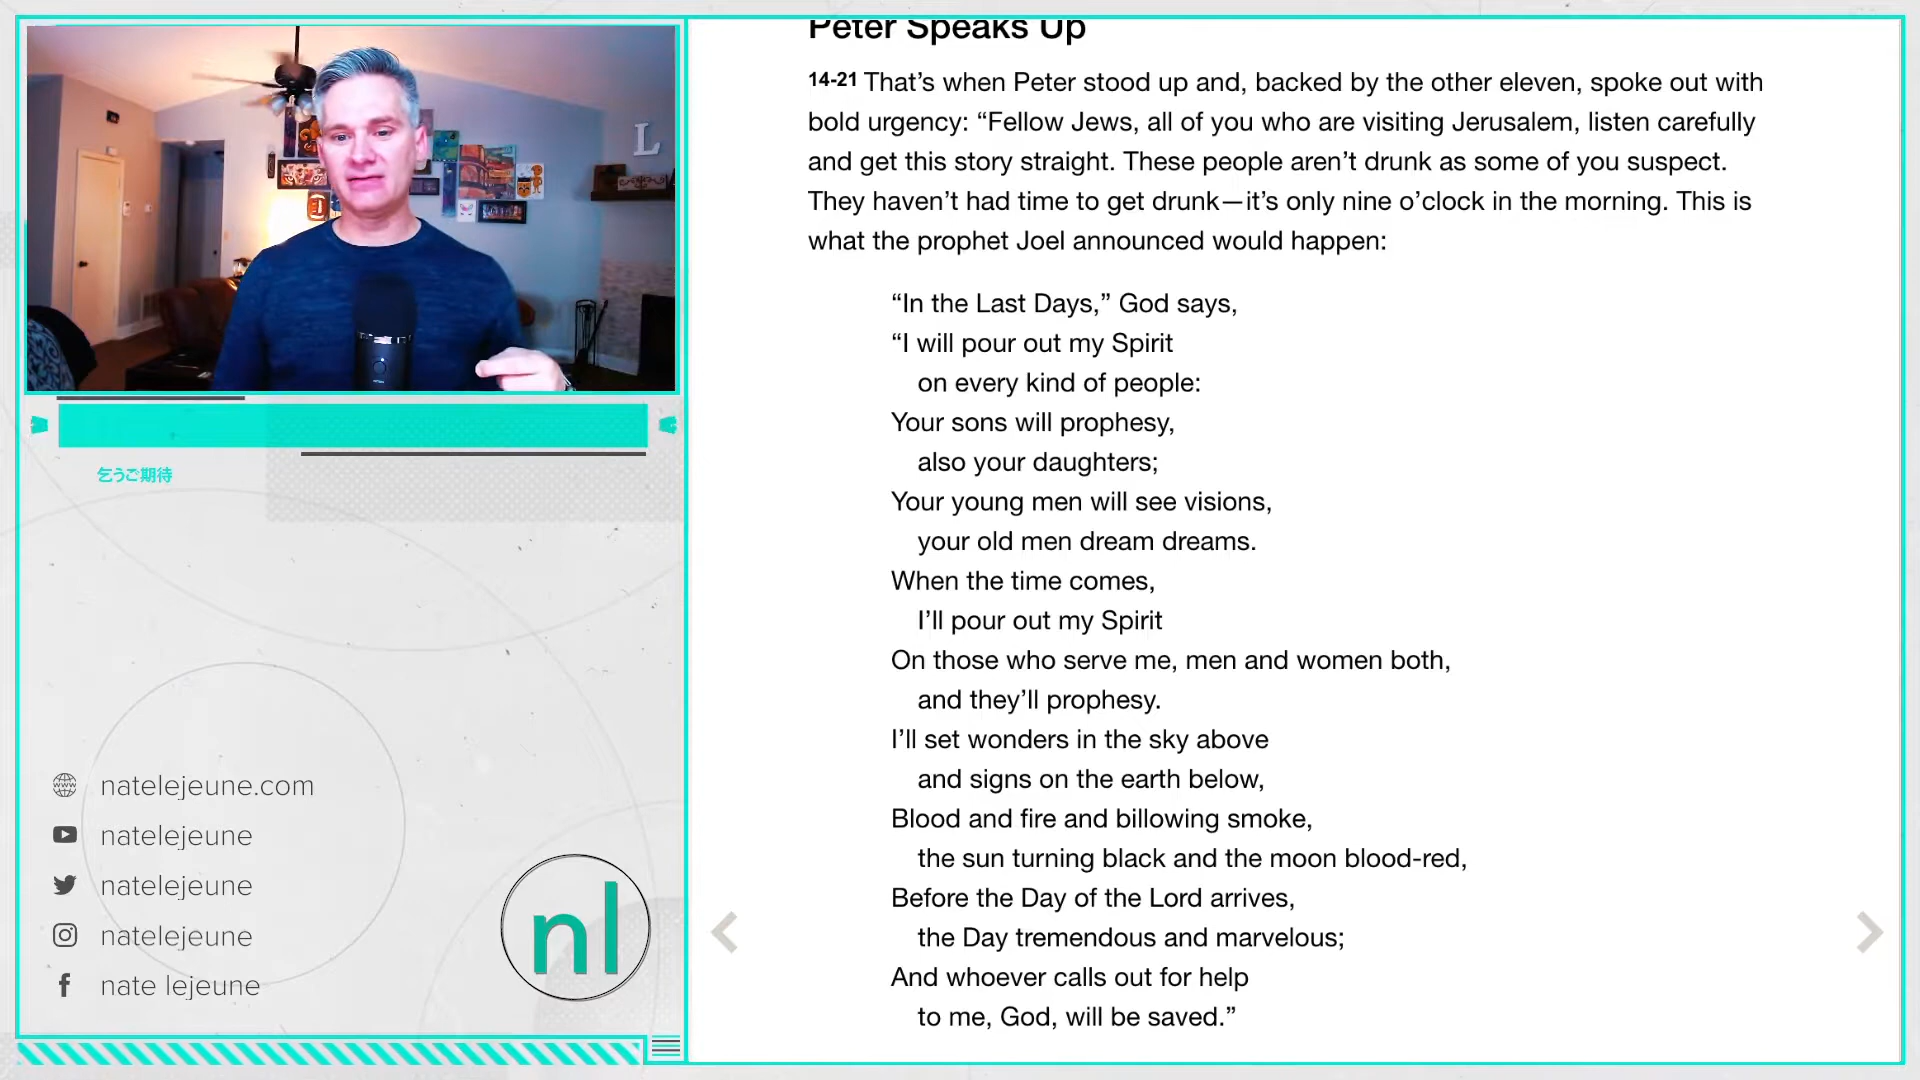 Peter Speaks Up
14-21 That’s when Peter stood up and, backed by the other eleven, spoke out with
bold urgency: “Fellow Jews, all of you who are visiting Jerusalem, listen carefully
and get this story straight. These people aren’t drunk as some of you suspect.
They haven’t had time to get drunk—it’s only nine o’clock in the morning. This is
what the prophet Joel announced would happen:
“In the Last Days,” God says,
“I will pour out my Spirit
on every kind of people:
Your sons will prophesy,
also your daughters;
Your young men will see visions,
your old men dream dreams.
When the time comes,
I’ll pour out my Spirit
On those who serve me, men and women both,
and they’ll prophesy.
I’ll set wonders in the sky above
and signs on the earth below,
Blood and fire and billowing smoke,
the sun turning black and the moon blood-red,
Before the Day of the Lord arrives,
the Day tremendous and marvelous;
And whoever calls out for help
to me, God, will be saved.”
L
乞うご期待
www
natelejeune.com
natelejeune
natelejeune
natelejeune
nate lejeune
nl